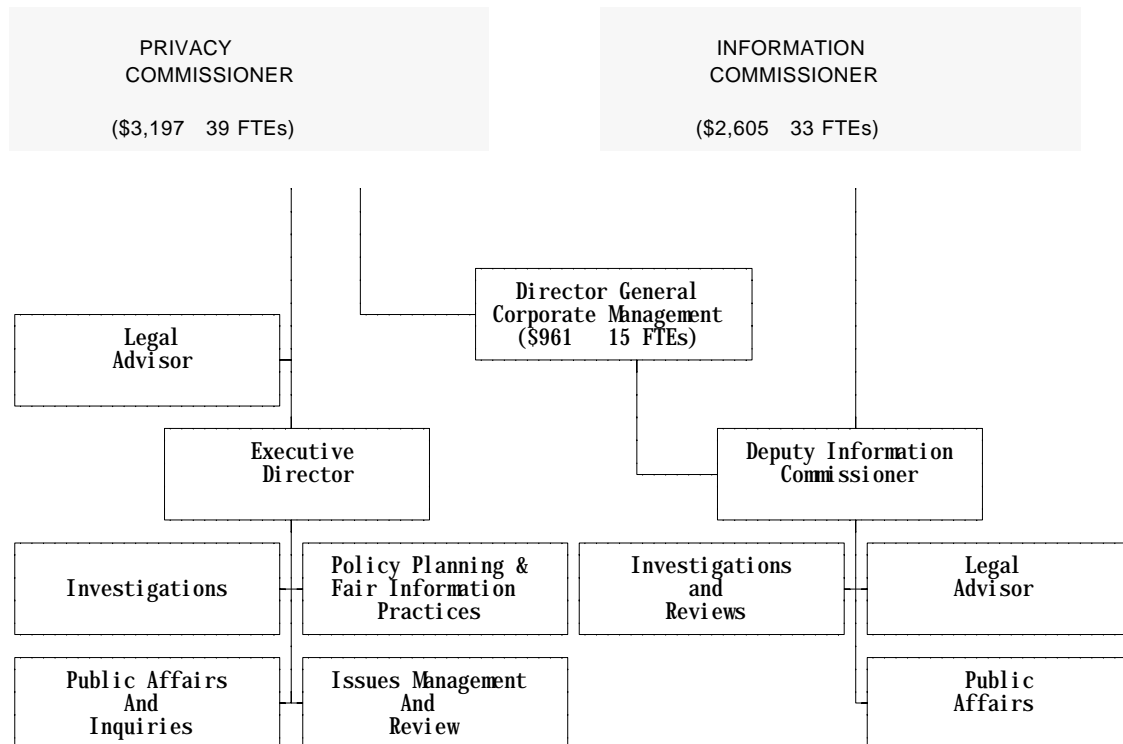 PRIVACY
COMMISSIONER
($3,197 39 FTEs)
INFORMATION
COMMISSIONER
($2,605 33 FTEs)
Director General
Corporate Management
($961 15 FTEs)
Legal
Advisor
Executive
Director
Deputy Information
Commissioner
Investigations
Policy Planning &
Fair Information
Practices
Investigations
and
Reviews
Legal
Advisor
Public Affairs
And
Inquiries
Issues Management
And
Review
Public
Affairs